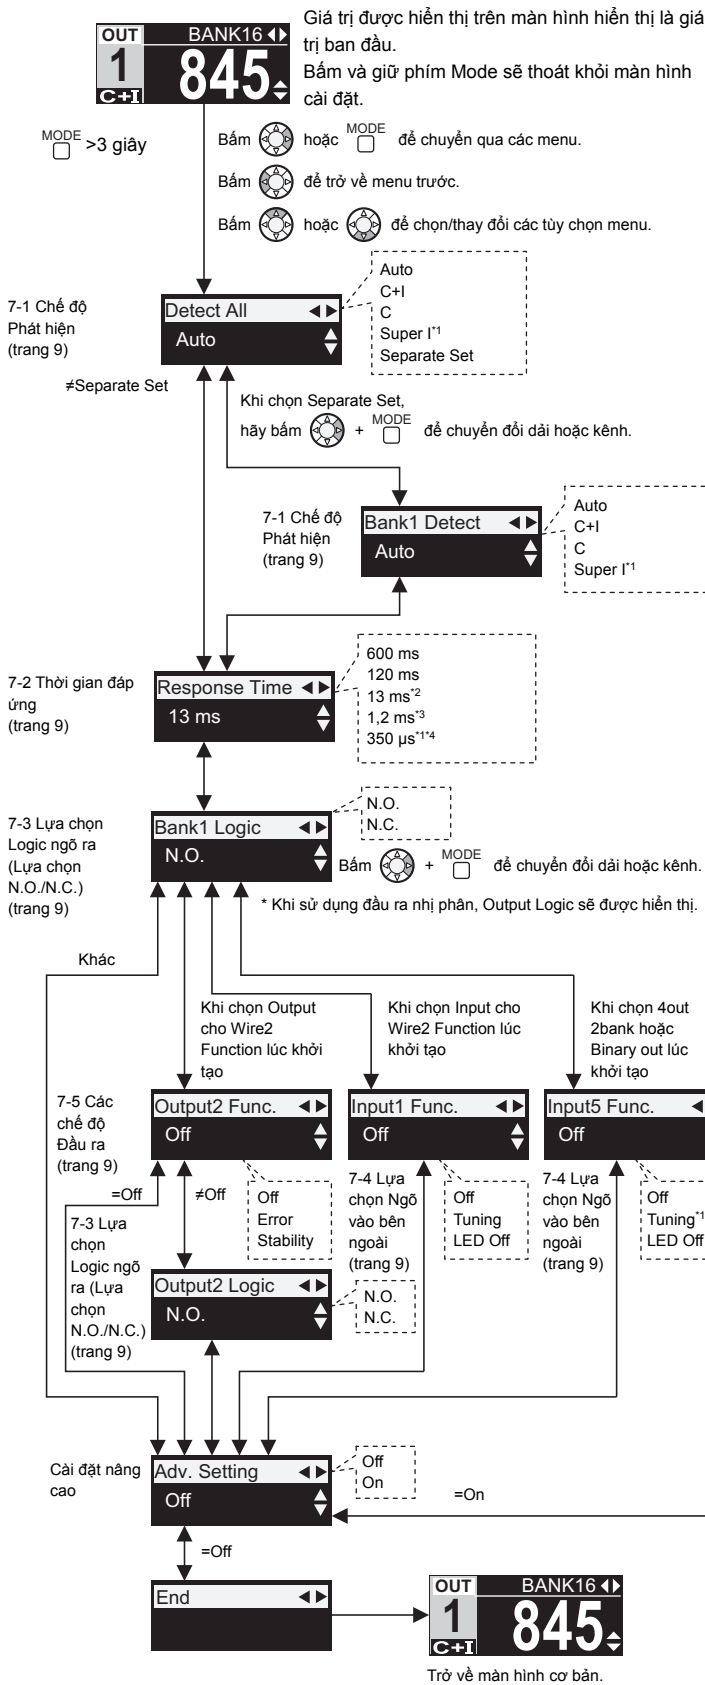 OUT BANK16
1 845
C+I
Giá trị được hiển thị trên màn hình hiển thị là giá
trị ban đầu.
Bấm và giữ phím Mode sẽ thoát khỏi màn hình
cài đặt.
MODE >3 giây
Bấm hoặc MODE để chuyển qua các menu.
Bấm để trở về menu trước.
Bấm hoặc để chọn/thay đổi các tùy chọn menu.
7-1 Chế độ
Phát hiện
(trang 9)
Detect All
Auto
Auto
C+I
C
Super I*1
Separate Set
≠Separate Set
Khi chọn Separate Set,
hãy bấm + MODE để chuyển đổi dải hoặc kênh.
7-1 Chế độ
Phát hiện
(trang 9)
Bank1 Detect
Auto
Auto
C+I
C
Super I*1
7-2 Thời gian đáp
ứng
(trang 9)
Response Time
13 ms
600 ms
120 ms
13 ms*2
1,2 ms*3
350 µs*1*4
7-3 Lựa chọn
Logic ngõ ra
(Lựa chọn
N.O./N.C.)
(trang 9)
Bank1 Logic
N.O.
N.O.
N.C.
Bấm + MODE để chuyển đổi dải hoặc kênh.
* Khi sử dụng đầu ra nhị phân, Output Logic sẽ được hiển thị.
Khác
Khi chọn Output
cho Wire2
Function lúc khởi
tạo
Khi chọn Input cho
Wire2 Function lúc
khởi tạo
Khi chọn 4out
2bank hoặc
Binary out lúc
khởi tạo
7-5 Các
chế độ
Đầu ra
(trang 9)
Output2 Func.
Off
Input1 Func.
Off
Input5 Func.
Off
=Off
≠Off
Off
Error
Stability
7-4 Lựa
chọn Ngõ
vào bên
ngoài
(trang 9)
Off
Tuning
LED Off
7-4 Lựa
chọn Ngõ
vào bên
ngoài
(trang 9)
Off
Tuning*1
LED Off
7-3 Lựa
chọn
Logic ngõ
ra (Lựa
chọn
N.O./N.C.)
(trang 9)
Output2 Logic
N.O.
N.O.
N.C.
Cài đặt nâng
cao
Adv. Setting
Off
Off
On
=On
=Off
End
OUT BANK16
1 845
C+I
Trở về màn hình cơ bản.